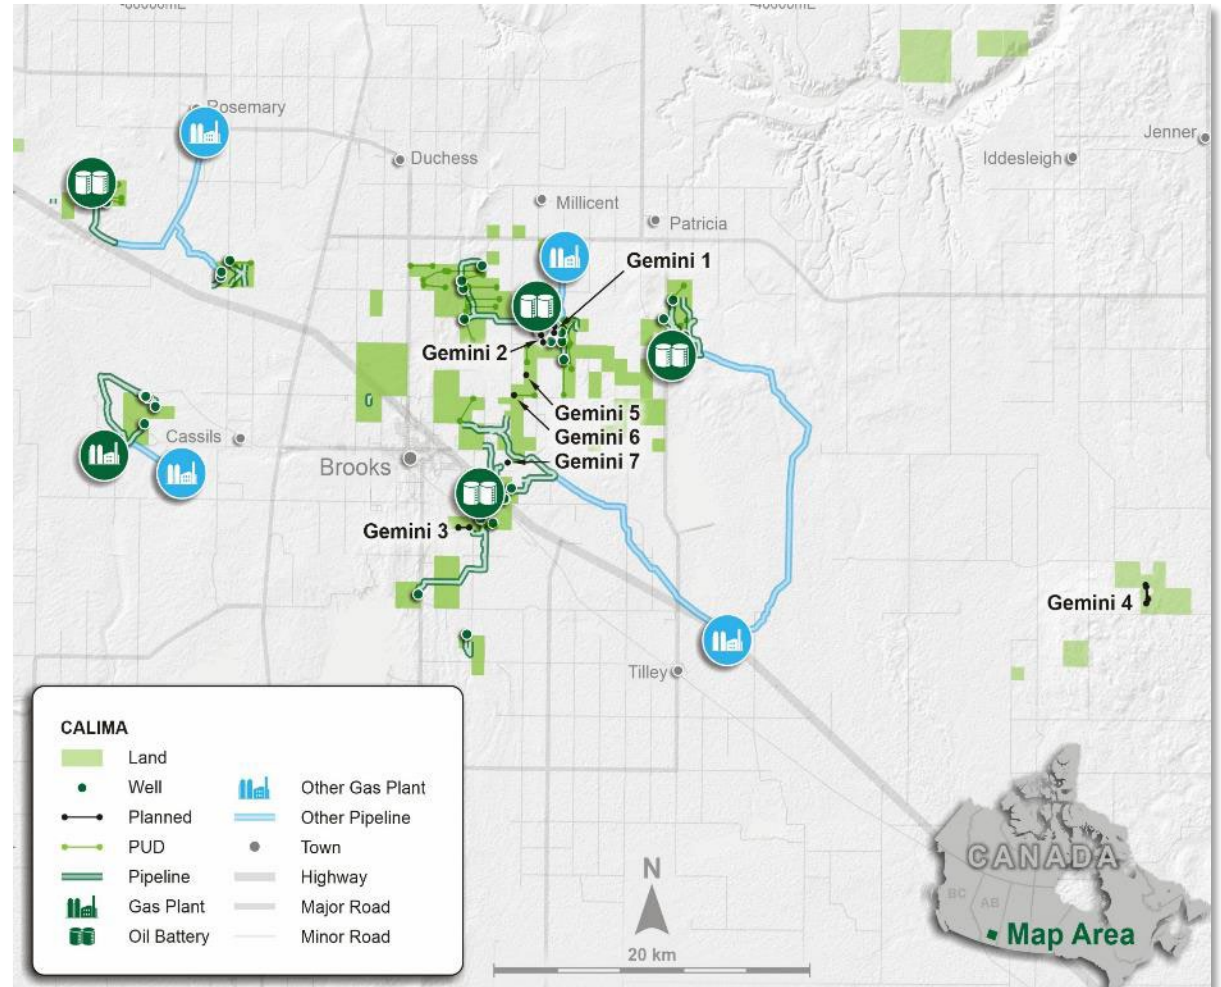 Rosemary
Duchess
Jenner
Iddesleigh
Millicent
Patricia
Gemini 1
Gemini 2
Gemini 5
Gemini 6
Gemini 7
Cassils
Brooks
Gemini 3
Gemini 4
Tilley
CALIMA
Land
Well
Planned
PUD
Pipeline
Gas Plant
Oil Battery
Other Gas Plant
Other Pipeline
Town
Highway
Major Road
Minor Road
N
20 km
CANADA
BC
AB
Map Area